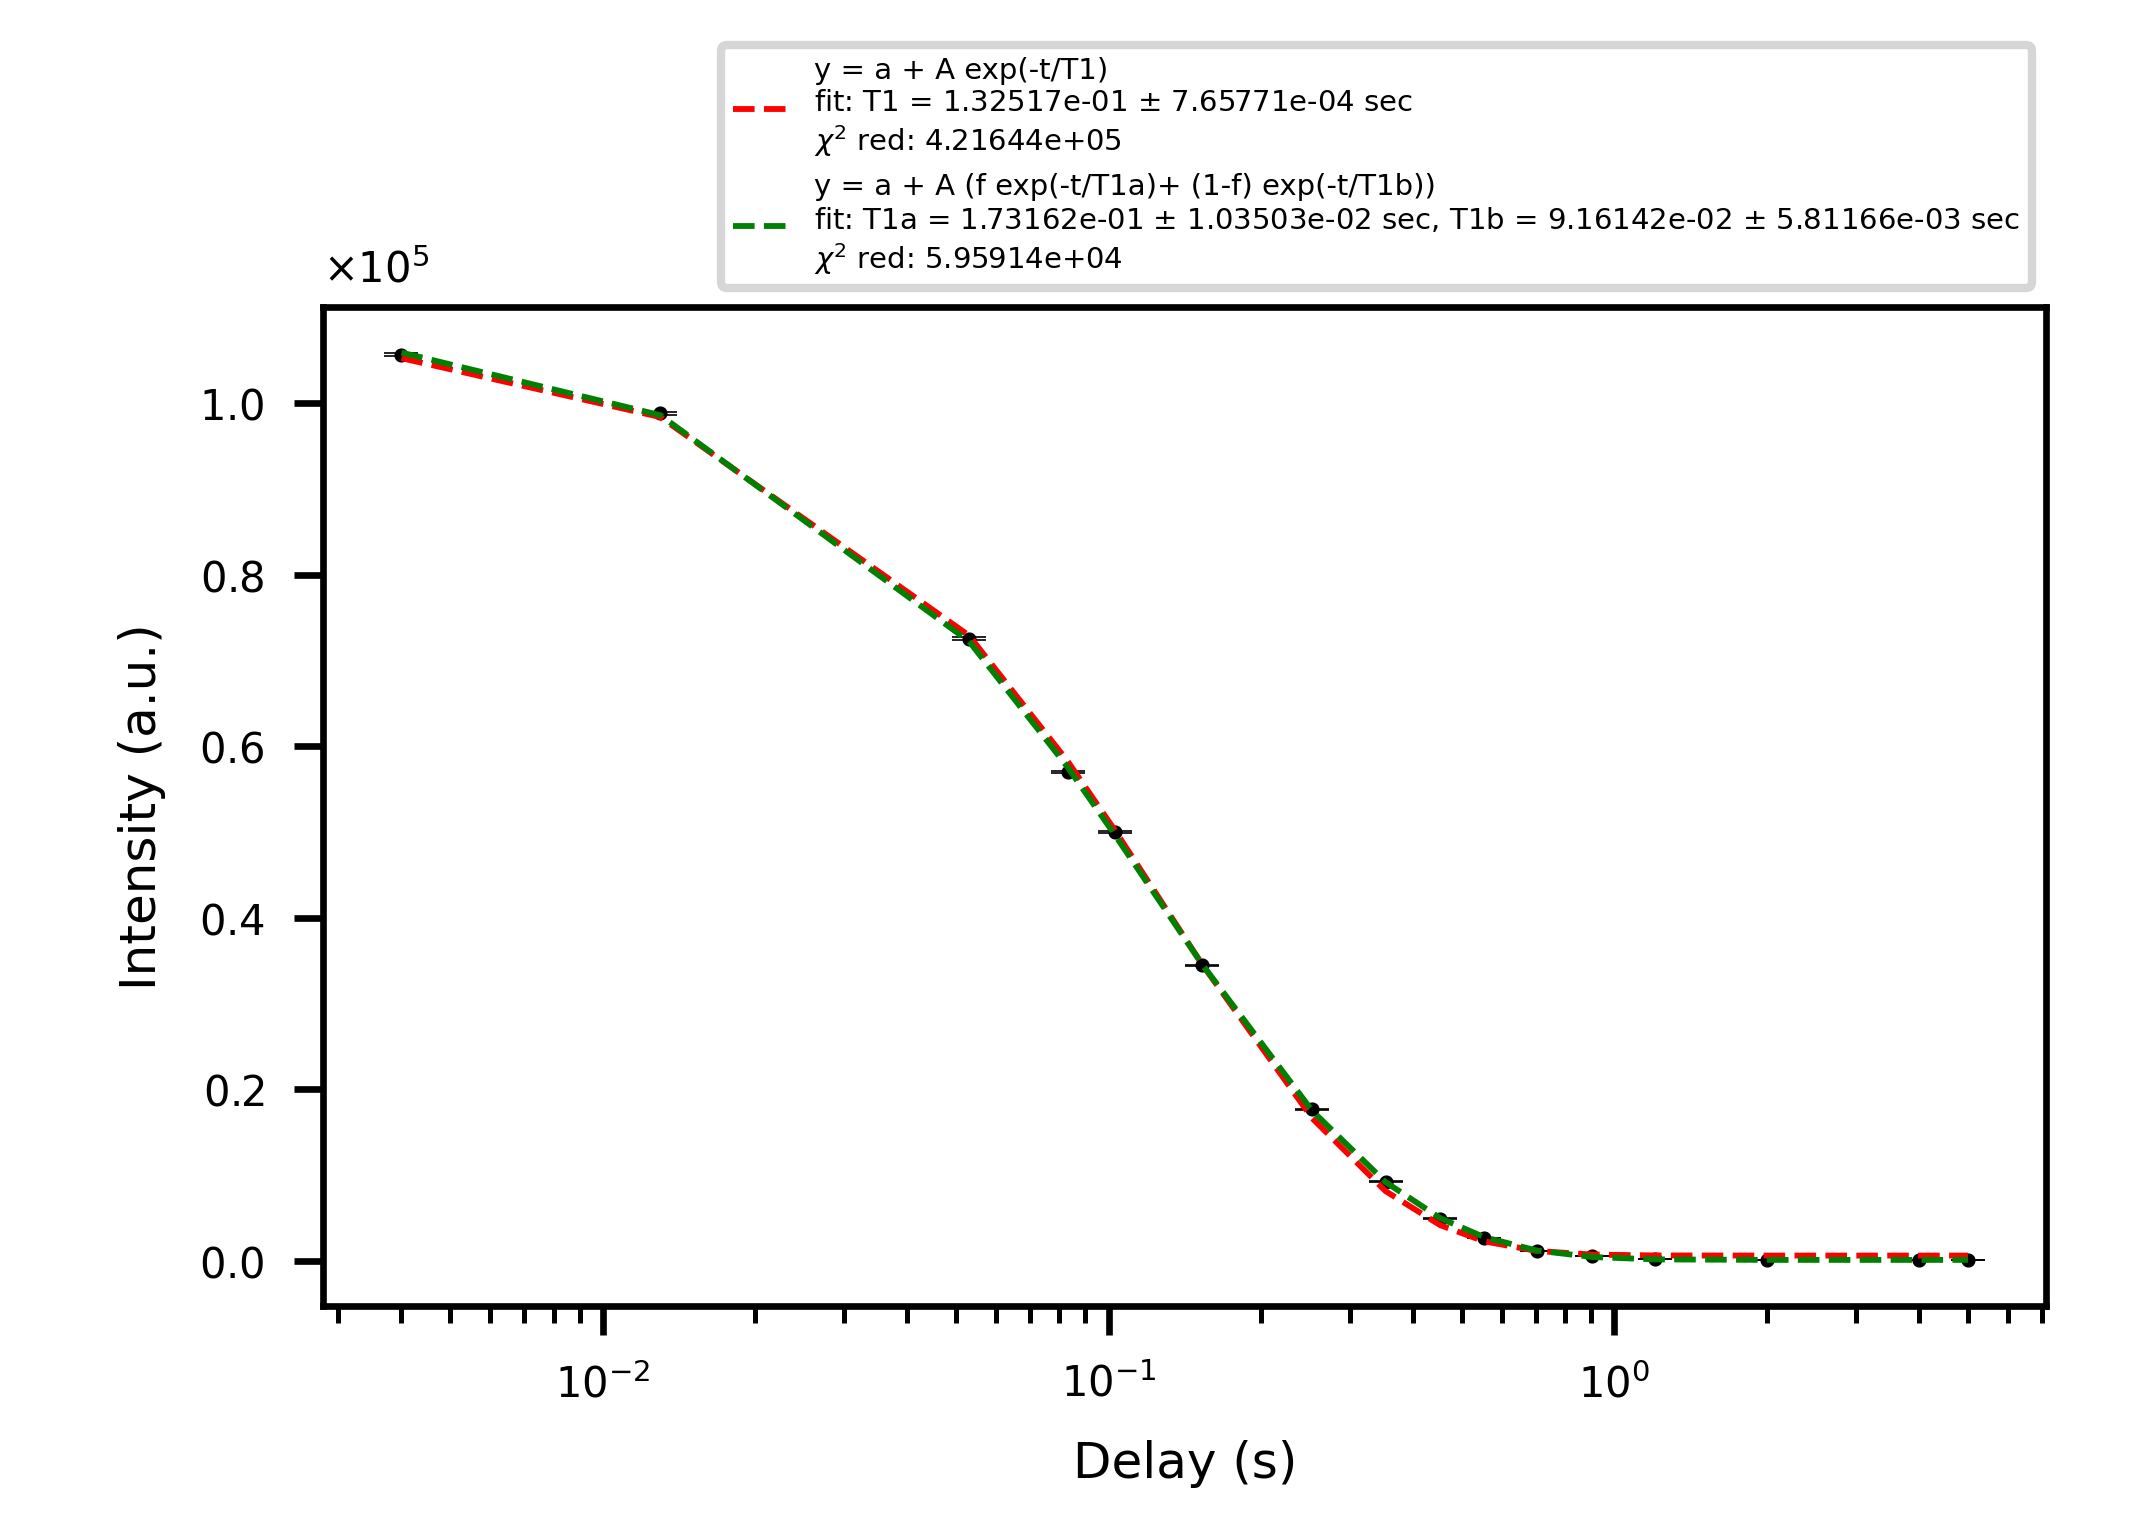 y = a + A exp(-t/T1)
fit: T1 = 1.32517e-01 ± 7.65771e-04 sec
χ² red: 4.21644e+05
y = a + A (f exp(-t/T1a)+ (1-f) exp(-t/T1b))
fit: T1a = 1.73162e-01 ± 1.03503e-02 sec, T1b = 9.16142e-02 ± 5.81166e-03 sec
χ² red: 5.95914e+04
×10⁵
1.0
0.8
0.6
0.4
0.2
0.0
Intensity (a.u.)
10⁻² 10⁻¹ 10⁰
Delay (s)